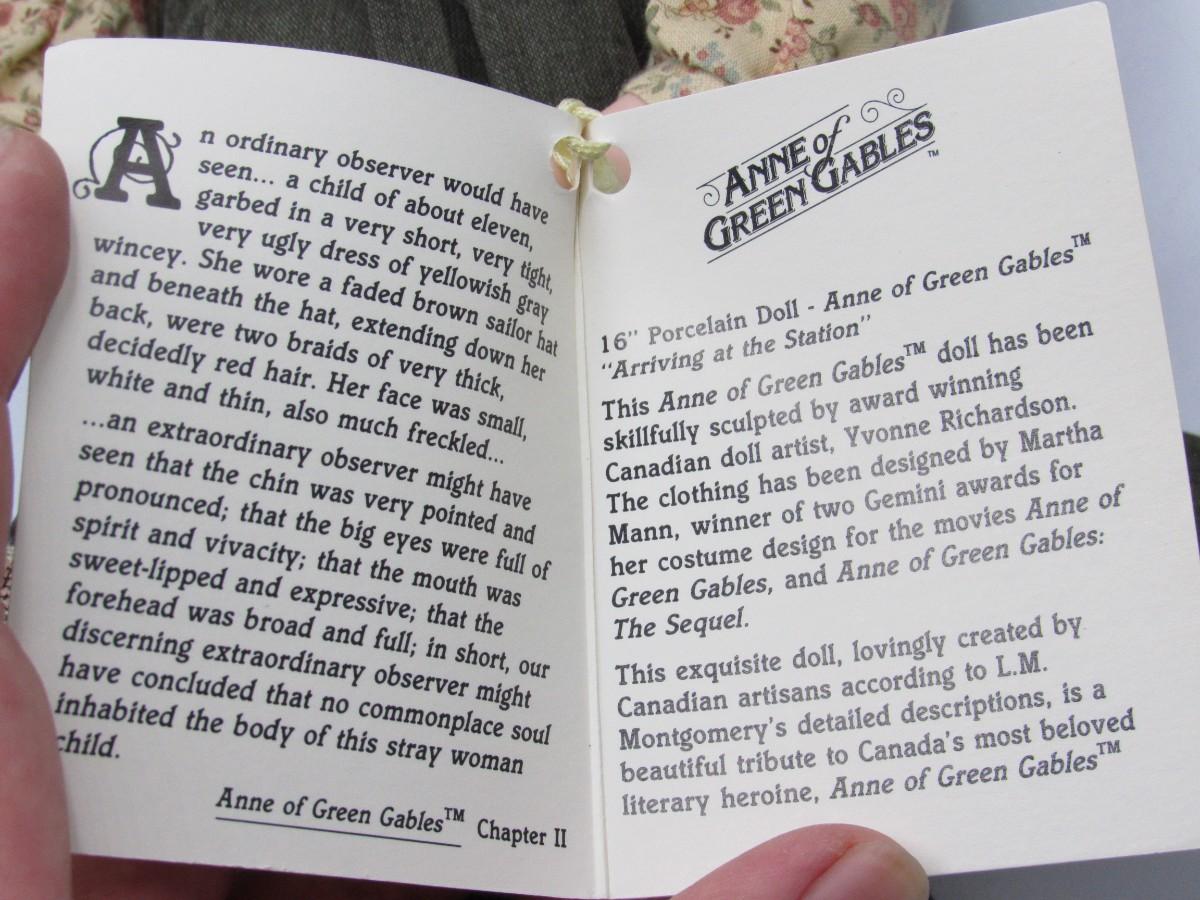 An ordinary observer would have
seen... a child of about eleven,
garbed in a very short, very tight,
very ugly dress of yellowish gray
wincey. She wore a faded brown sailor hat
and beneath the hat, extending down her
back, were two braids of very thick,
decidedly red hair. Her face was small,
white and thin, also much freckled...
...an extraordinary observer might have
seen that the chin was very pointed and
pronounced; that the big eyes were full of
spirit and vivacity; that the mouth was
sweet-lipped and expressive; that the
forehead was broad and full; in short, our
discerning extraordinary observer might
have concluded that no commonplace soul
inhabited the body of this stray woman
child.
Anne of Green Gables™ Chapter II
ANNE of
GREEN GABLES™
16" Porcelain Doll - Anne of Green Gables™
"Arriving at the Station"
This Anne of Green Gables™ doll has been
skillfully sculpted by award winning
Canadian doll artist, Yvonne Richardson.
The clothing has been designed by Martha
Mann, winner of two Gemini awards for
her costume design for the movies Anne of
Green Gables, and Anne of Green Gables:
The Sequel.
This exquisite doll, lovingly created by
Canadian artisans according to L.M.
Montgomery's detailed descriptions, is a
beautiful tribute to Canada's most beloved
literary heroine, Anne of Green Gables™